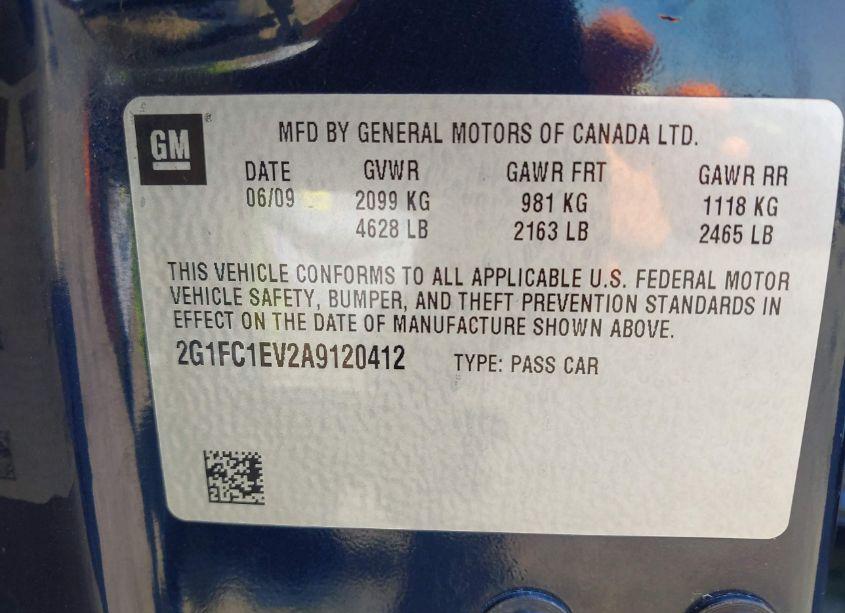 GM ®
MFD BY GENERAL MOTORS OF CANADA LTD.
DATE GVWR GAWR FRT GAWR RR
06/09 2099 KG 981 KG 1118 KG
4628 LB 2163 LB 2465 LB
THIS VEHICLE CONFORMS TO ALL APPLICABLE U.S. FEDERAL MOTOR
VEHICLE SAFETY, BUMPER, AND THEFT PREVENTION STANDARDS IN
EFFECT ON THE DATE OF MANUFACTURE SHOWN ABOVE.
2G1FC1EV2A9120412 TYPE: PASS CAR